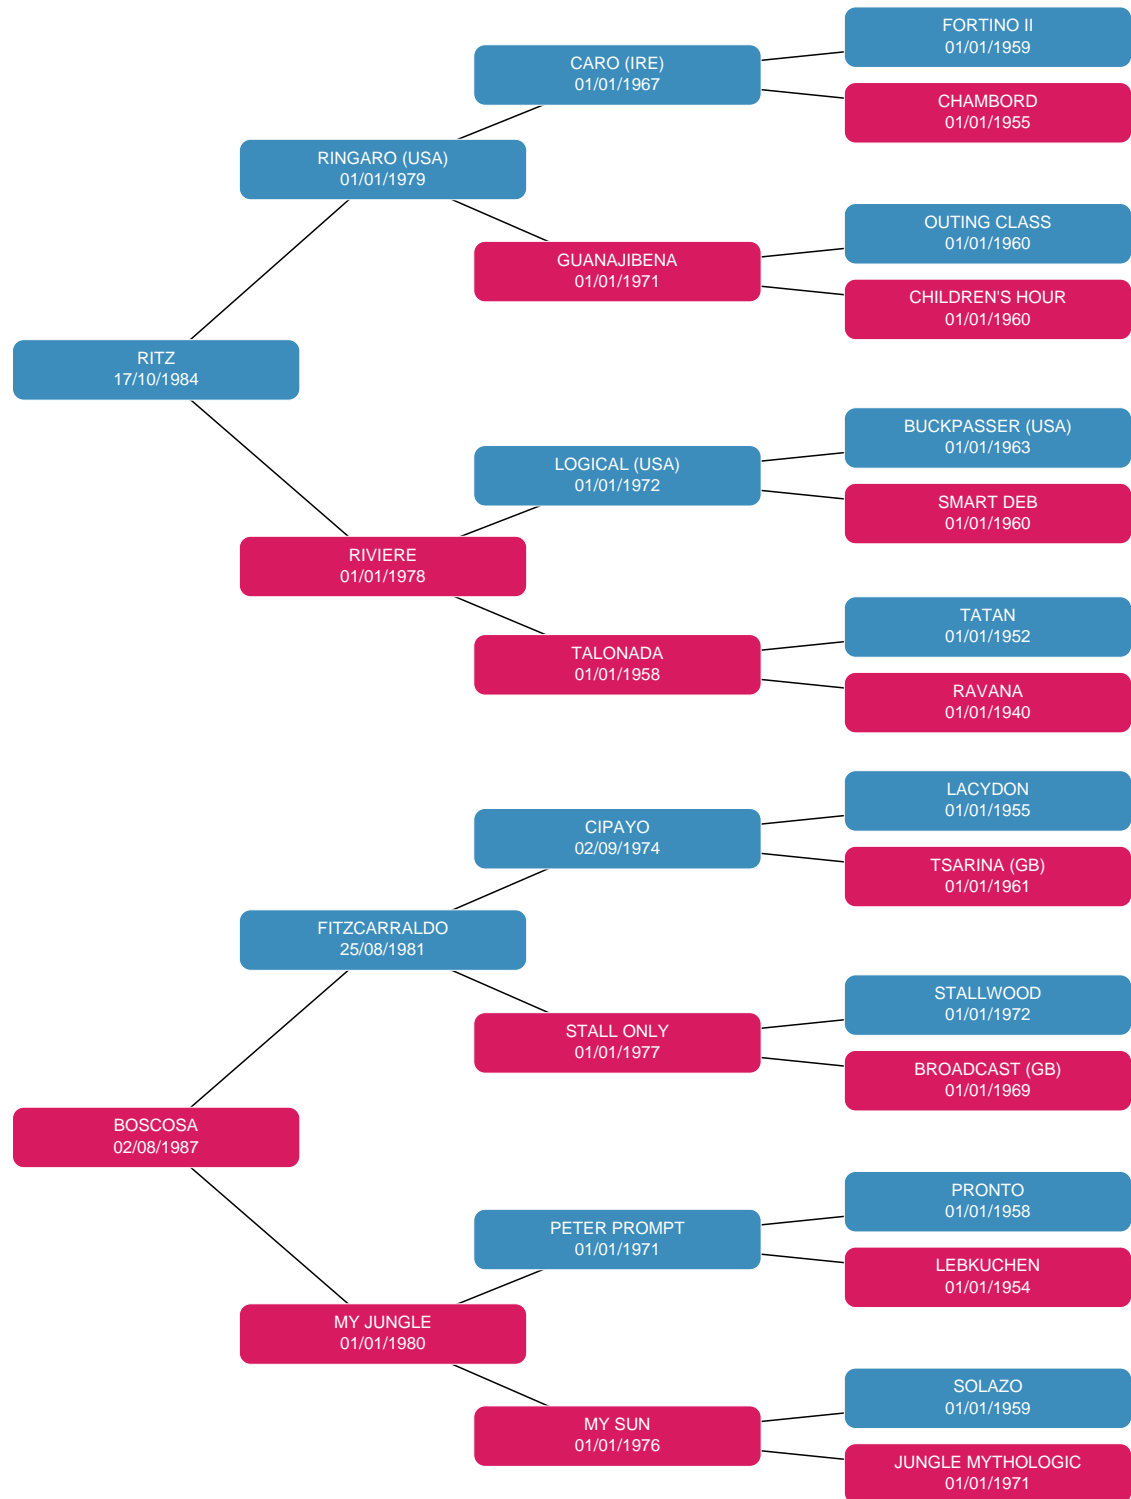 FORTINO II
01/01/1959
CARO (IRE)
01/01/1967
CHAMBORD
01/01/1955
RINGARO (USA)
01/01/1979
OUTING CLASS
01/01/1960
GUANAJIBENA
01/01/1971
CHILDREN'S HOUR
01/01/1960
RITZ
17/10/1984
BUCKPASSER (USA)
01/01/1963
LOGICAL (USA)
01/01/1972
SMART DEB
01/01/1960
RIVIERE
01/01/1978
TATAN
01/01/1952
TALONADA
01/01/1958
RAVANA
01/01/1940
LACYDON
01/01/1955
CIPAYO
02/09/1974
TSARINA (GB)
01/01/1961
FITZCARRALDO
25/08/1981
STALLWOOD
01/01/1972
STALL ONLY
01/01/1977
BROADCAST (GB)
01/01/1969
BOSCOSA
02/08/1987
PRONTO
01/01/1958
PETER PROMPT
01/01/1971
LEBKUCHEN
01/01/1954
MY JUNGLE
01/01/1980
SOLAZO
01/01/1959
MY SUN
01/01/1976
JUNGLE MYTHOLOGIC
01/01/1971